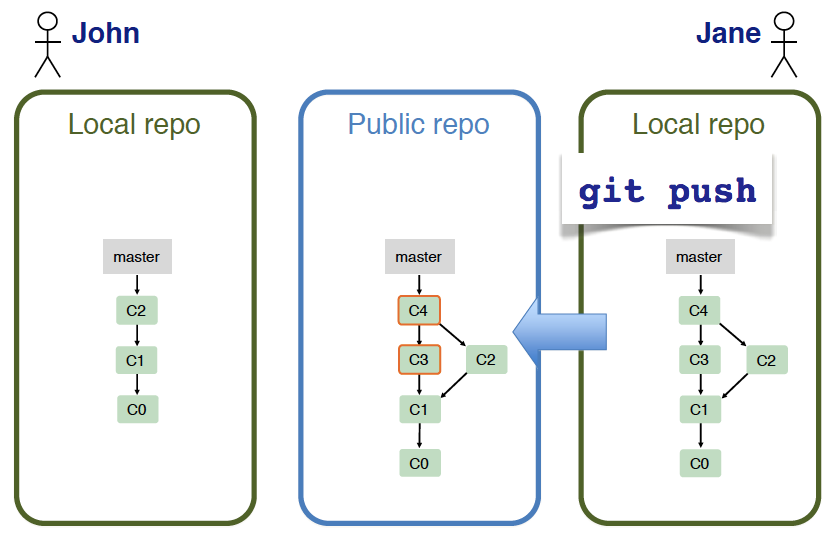 John
Jane
Local repo
Public repo
Local repo
git push
master
C2
C1
C0
master
C4
C3
C2
C1
C0
master
C4
C3
C2
C1
C0